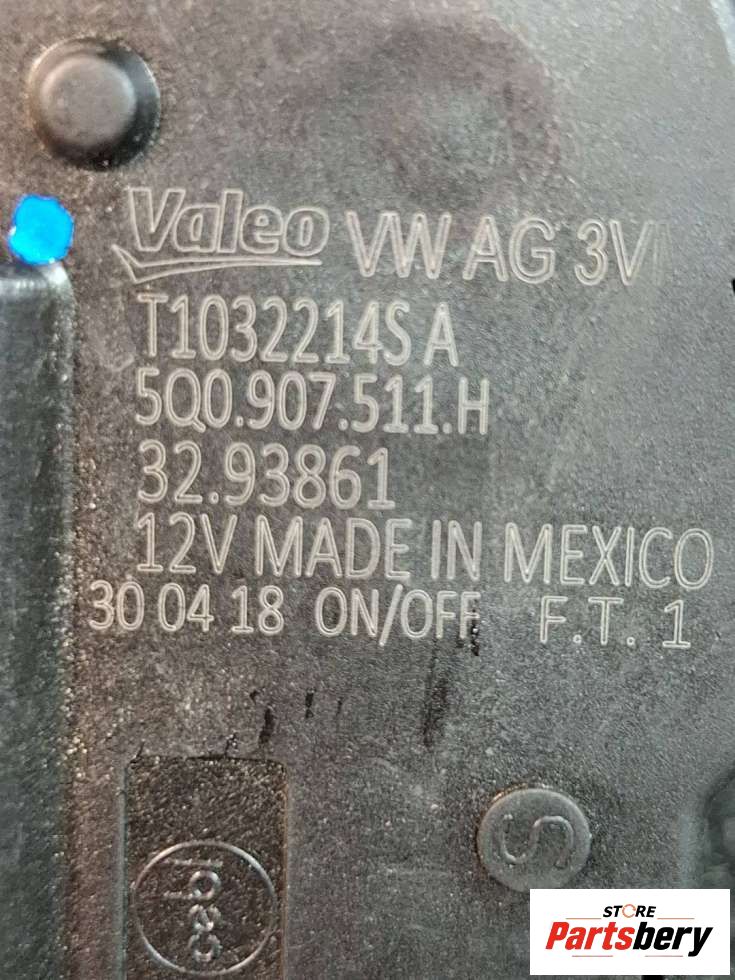 Valeo VW AG 3V
T1032214S A
5Q0.907.511.H
32.93861
12V MADE IN MEXICO
30 04 18 ON/OFF F.T. 1
S
STORE
Partsbery